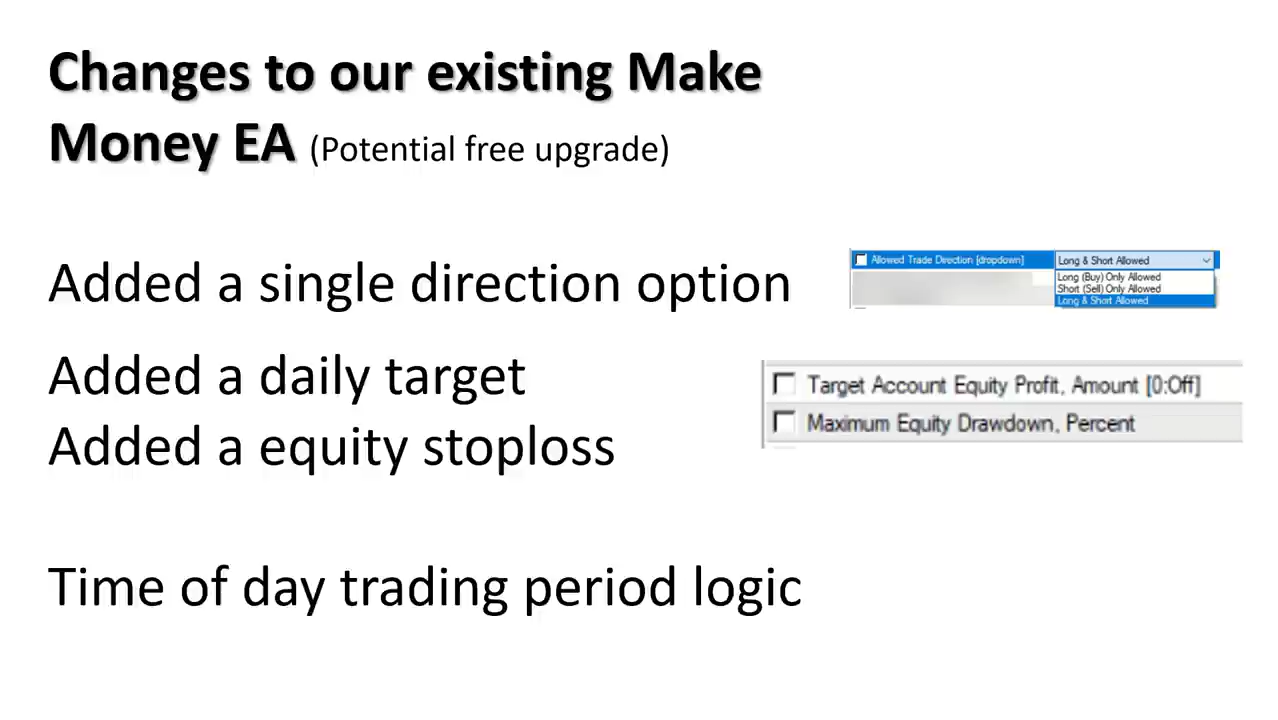 Changes to our existing Make
Money EA (Potential free upgrade)
Added a single direction option
Allowed Trade Direction [dropdown]
Long & Short Allowed
Long (Buy) Only Allowed
Short (Sell) Only Allowed
Long & Short Allowed
Added a daily target
Target Account Equity Profit, Amount [0:Off]
Maximum Equity Drawdown, Percent
Added a equity stoploss
Time of day trading period logic